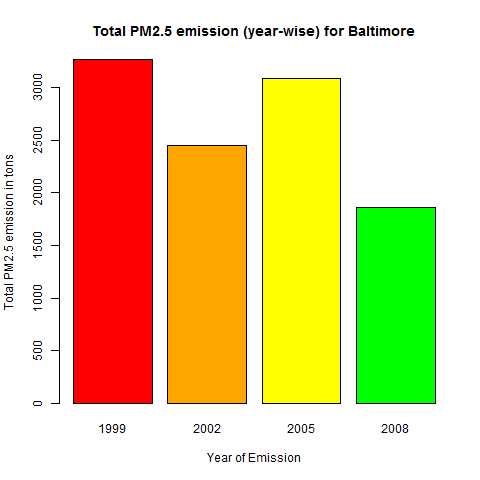 Total PM2.5 emission (year-wise) for Baltimore
Total PM2.5 emission in tons
3000
2500
2000
1500
1000
500
0
1999 2002 2005 2008
Year of Emission